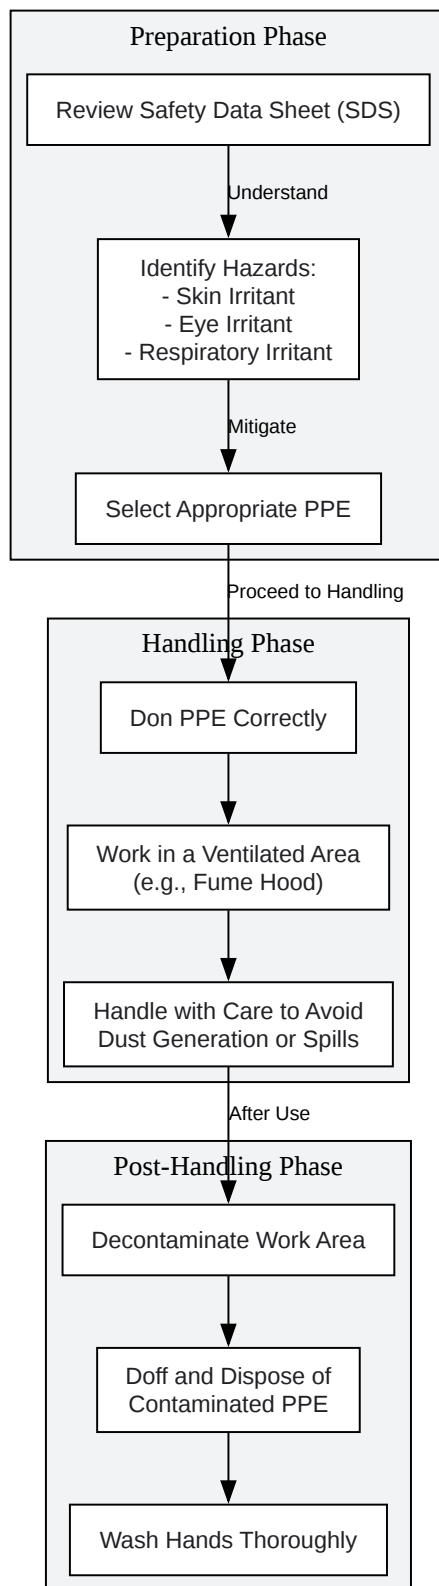 Preparation Phase
Review Safety Data Sheet (SDS)
Understand
Identify Hazards:
- Skin Irritant
- Eye Irritant
- Respiratory Irritant
Mitigate
Select Appropriate PPE
Proceed to Handling
Handling Phase
Don PPE Correctly
Work in a Ventilated Area
(e.g., Fume Hood)
Handle with Care to Avoid
Dust Generation or Spills
After Use
Post-Handling Phase
Decontaminate Work Area
Doff and Dispose of
Contaminated PPE
Wash Hands Thoroughly